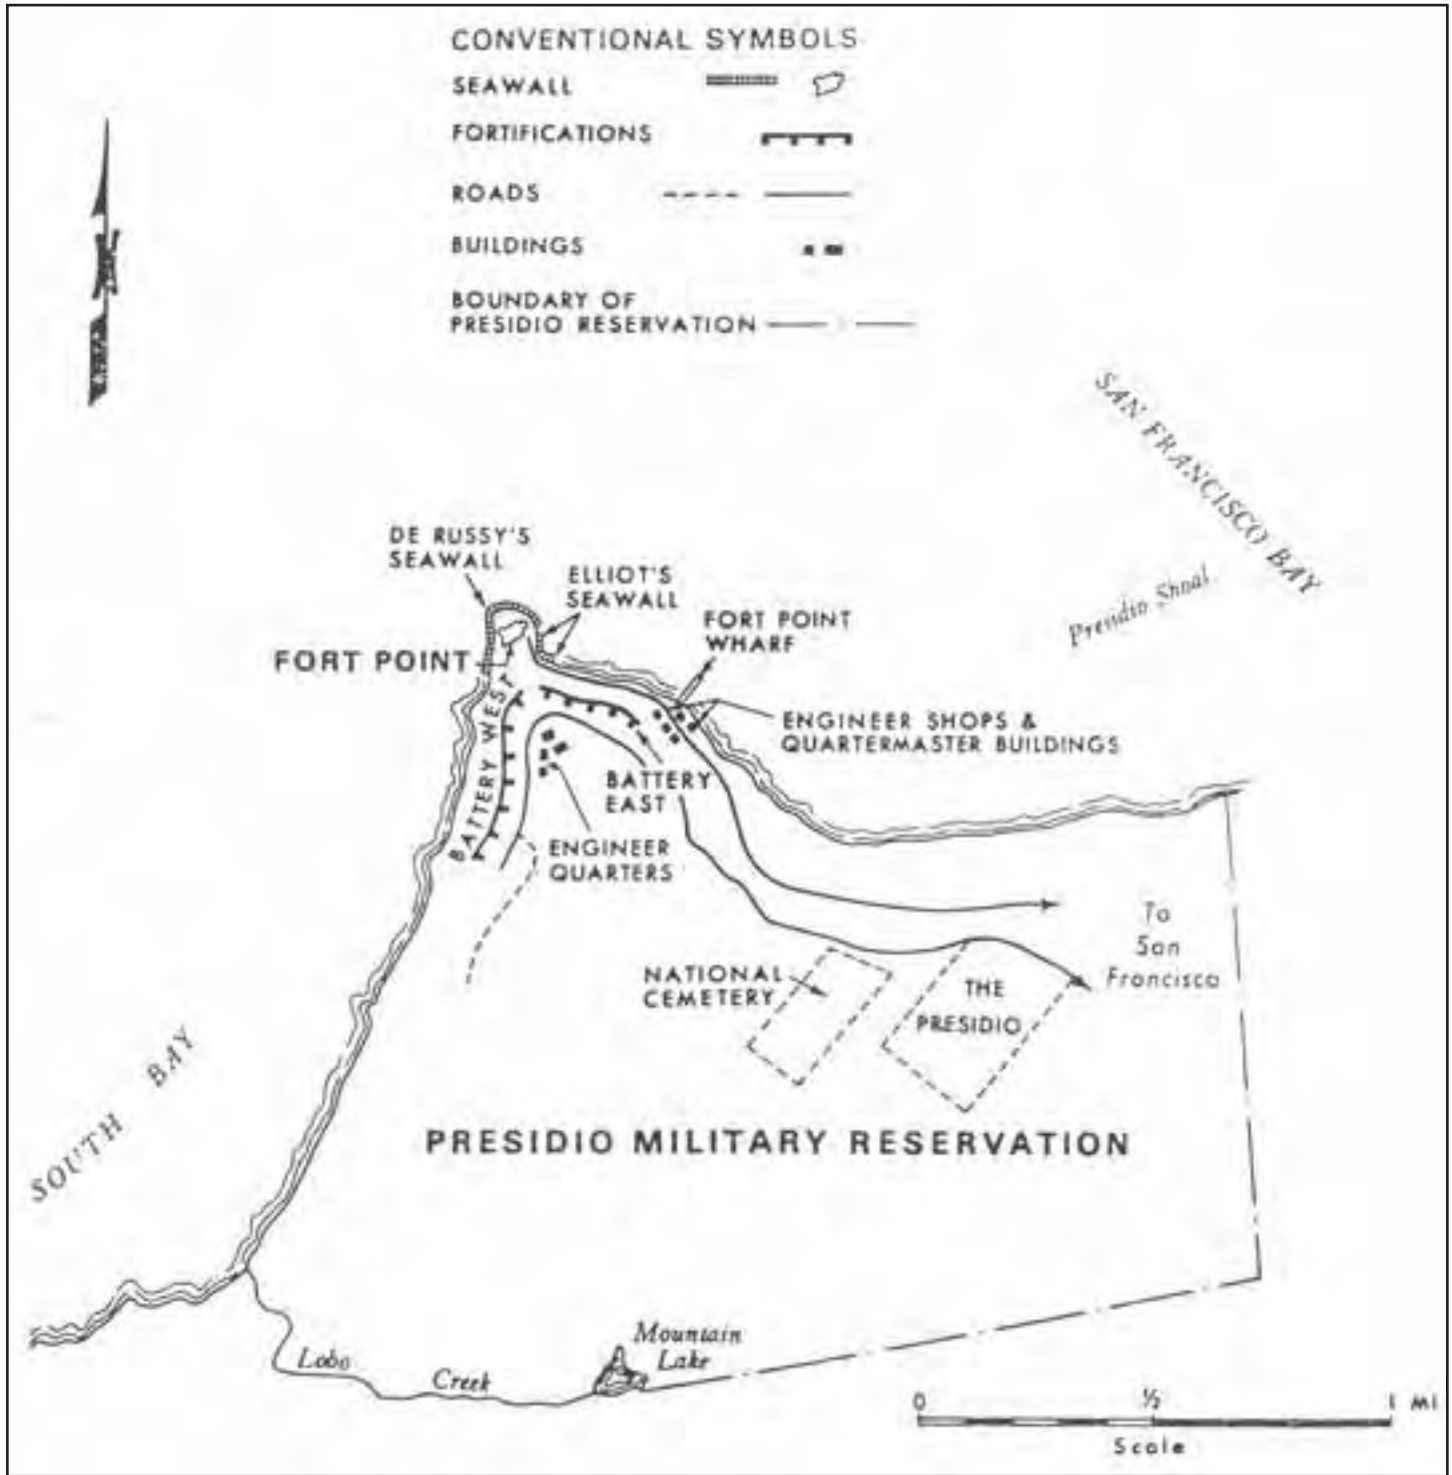 CONVENTIONAL SYMBOLS
SEAWALL
FORTIFICATIONS
ROADS
BUILDINGS
BOUNDARY OF
PRESIDIO RESERVATION
N
SAN FRANCISCO BAY
Presidio Shoal
DE RUSSY'S
SEAWALL
ELLIOT'S
SEAWALL
FORT POINT
WHARF
FORT POINT
ENGINEER SHOPS &
QUARTERMASTER BUILDINGS
BATTERY WEST
BATTERY
EAST
ENGINEER
QUARTERS
To
San
Francisco
NATIONAL
CEMETERY
THE
PRESIDIO
SOUTH BAY
PRESIDIO MILITARY RESERVATION
Mountain
Lake
Lobo
Creek
0 ½ 1 MI
Scale